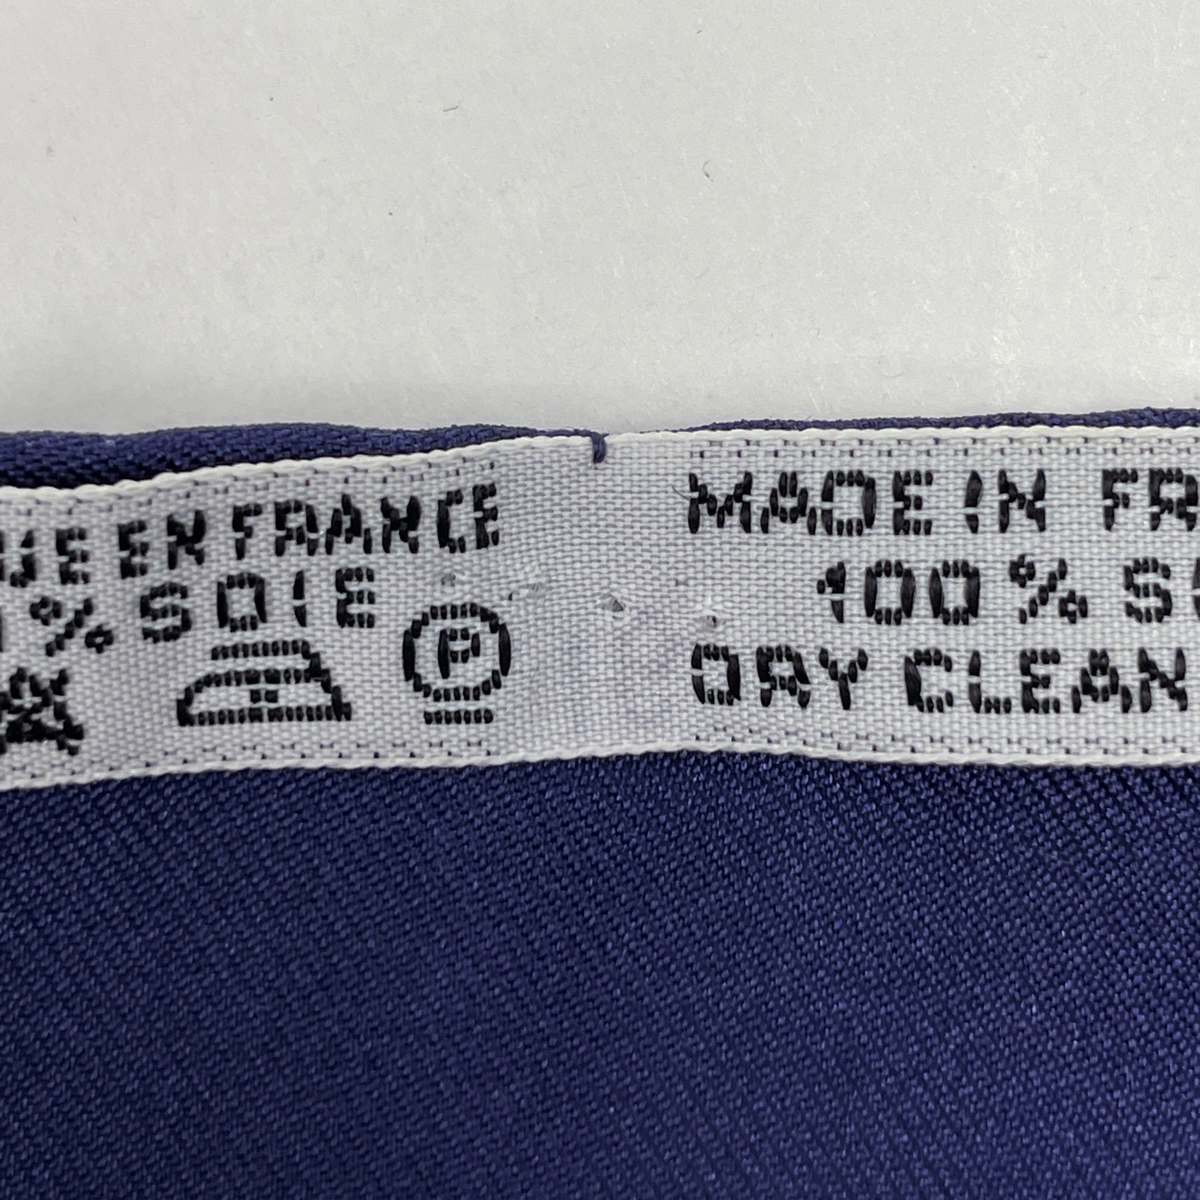 EN FRANCE
% SOIE
P
MADE IN
100 %
DRY CLEAN